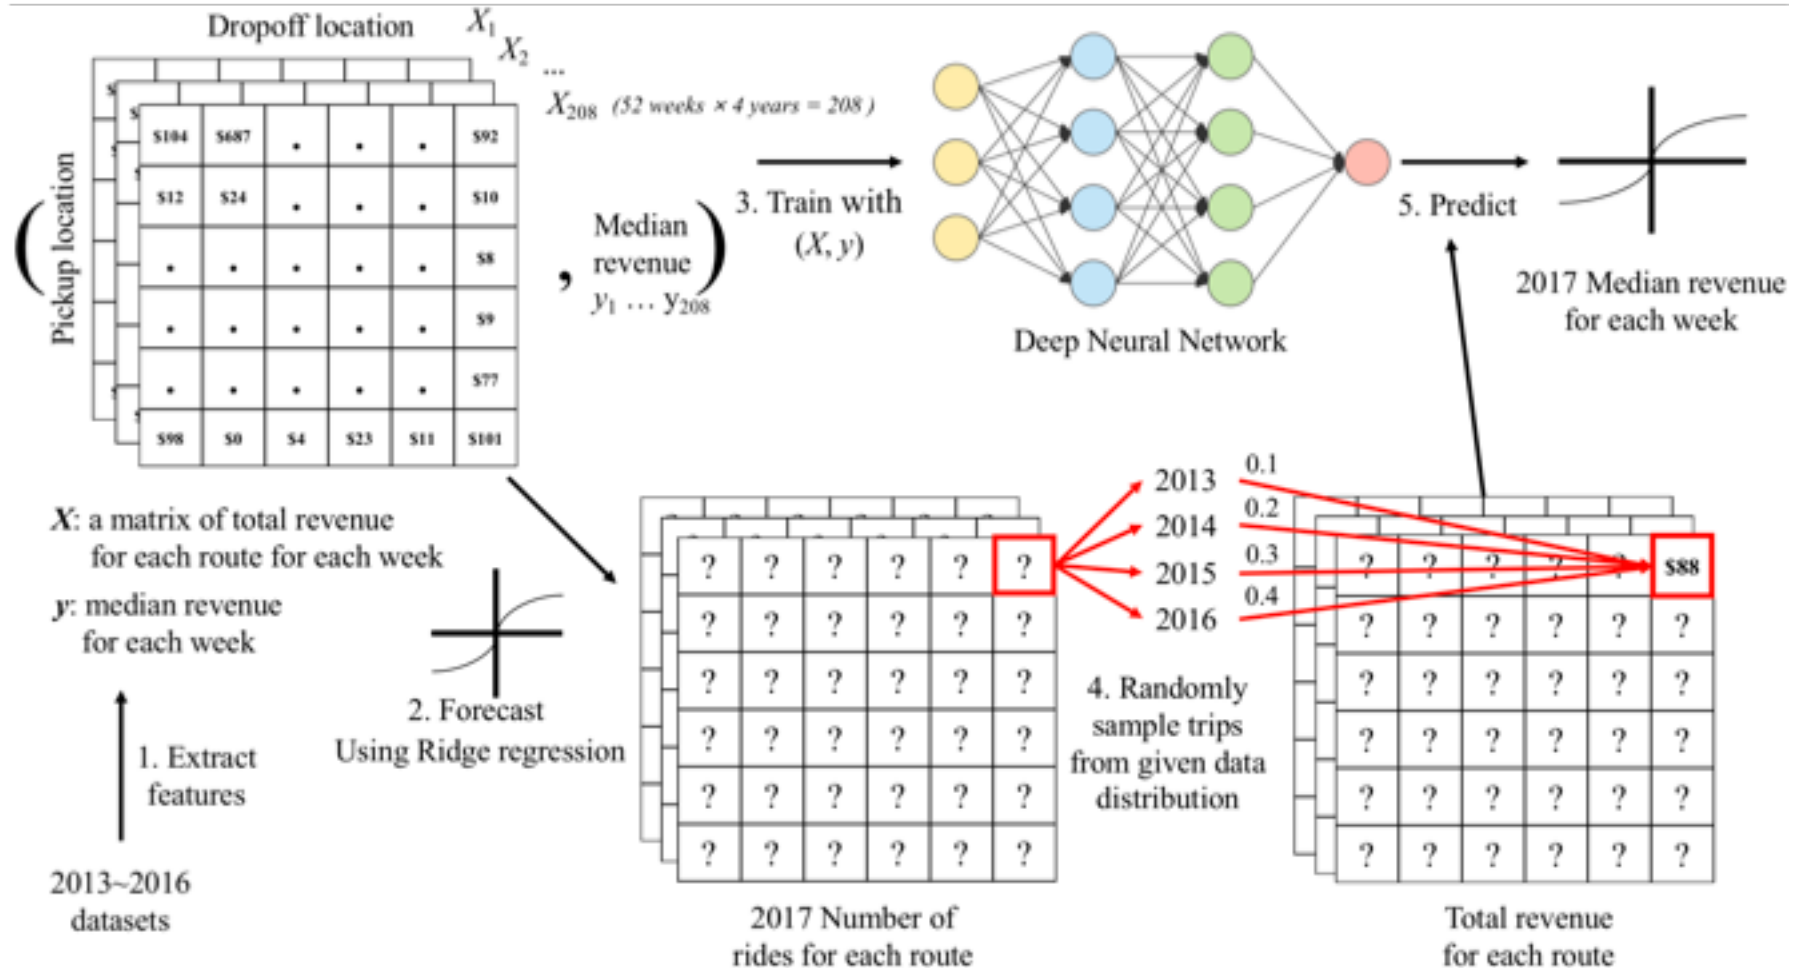 Dropoff location
X1
X2
...
X208 (52 weeks × 4 years = 208 )
Pickup location
$104 $687 . . . $92
$12 $24 . . . $10
. . . . . $8
. . . . . $9
. . . . . $77
$98 $0 $4 $23 $11 $101
( , Median
revenue
y1 … y208 )
3. Train with
(X, y)
Deep Neural Network
5. Predict
2017 Median revenue
for each week
X: a matrix of total revenue
for each route for each week
y: median revenue
for each week
1. Extract
features
2013~2016
datasets
2. Forecast
Using Ridge regression
? ? ? ? ? ?
? ? ? ? ? ?
? ? ? ? ? ?
? ? ? ? ? ?
? ? ? ? ? ?
? ? ? ? ? ?
2017 Number of
rides for each route
2013 0.1
2014 0.2
2015 0.3
2016 0.4
4. Randomly
sample trips
from given data
distribution
? ? ? ? ? $88
? ? ? ? ? ?
? ? ? ? ? ?
? ? ? ? ? ?
? ? ? ? ? ?
? ? ? ? ? ?
Total revenue
for each route